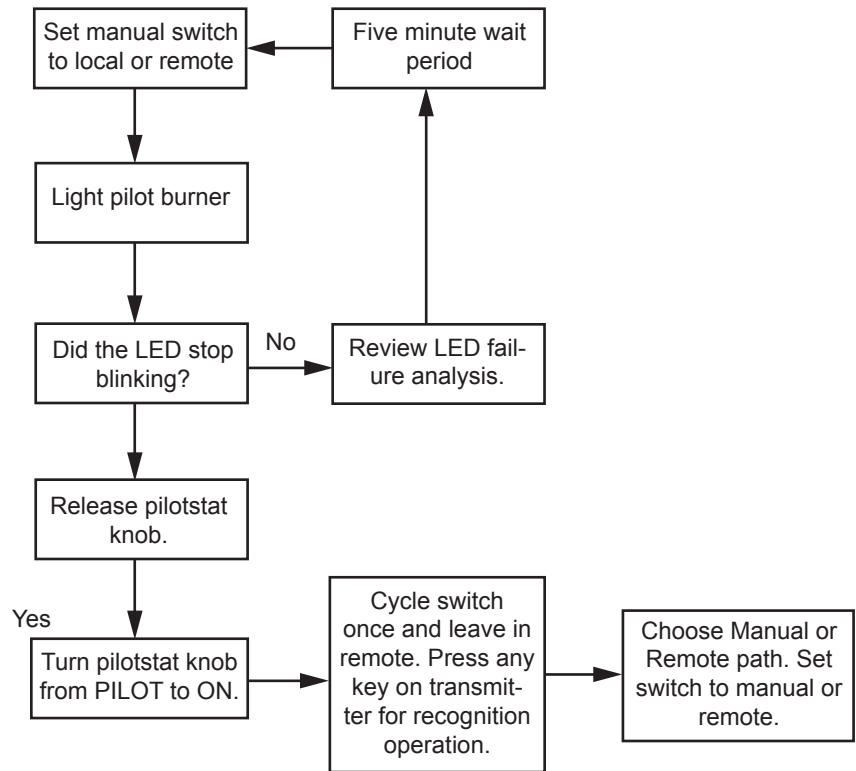 Set manual switch
to local or remote
Five minute wait
period
Light pilot burner
Did the LED stop
blinking?
No
Review LED fail-
ure analysis.
Release pilotstat
knob.
Yes
Turn pilotstat knob
from PILOT to ON.
Cycle switch
once and leave in
remote. Press any
key on transmit-
ter for recognition
operation.
Choose Manual or
Remote path. Set
switch to manual or
remote.